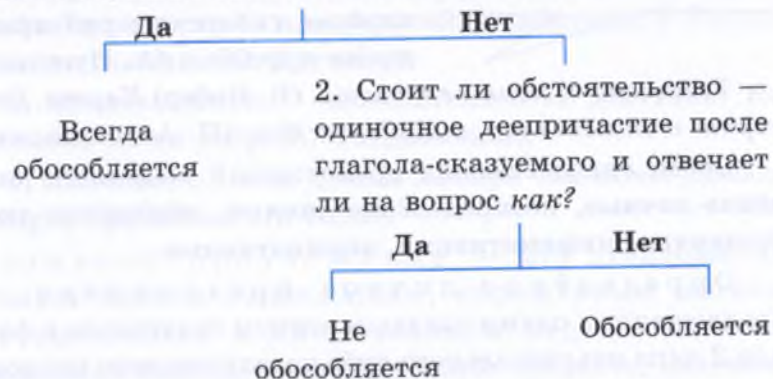 Да Нет
Всегда
обособляется
2. Стоит ли обстоятельство —
одиночное деепричастие после
глагола-сказуемого и отвечает
ли на вопрос как?
Да Нет
Не
обособляется
Обособляется